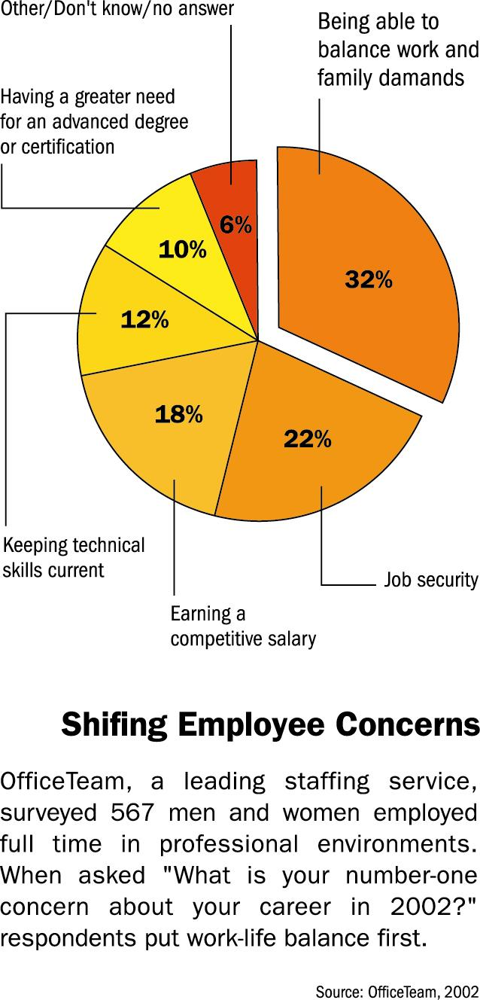 Other/Don't know/no answer
Being able to
balance work and
family damands
Having a greater need
for an advanced degree
or certification
6%
10%
32%
12%
18%
22%
Keeping technical
skills current
Job security
Earning a
competitive salary
Shifing Employee Concerns
OfficeTeam, a leading staffing service,
surveyed 567 men and women employed
full time in professional environments.
When asked "What is your number-one
concern about your career in 2002?"
respondents put work-life balance first.
Source: OfficeTeam, 2002